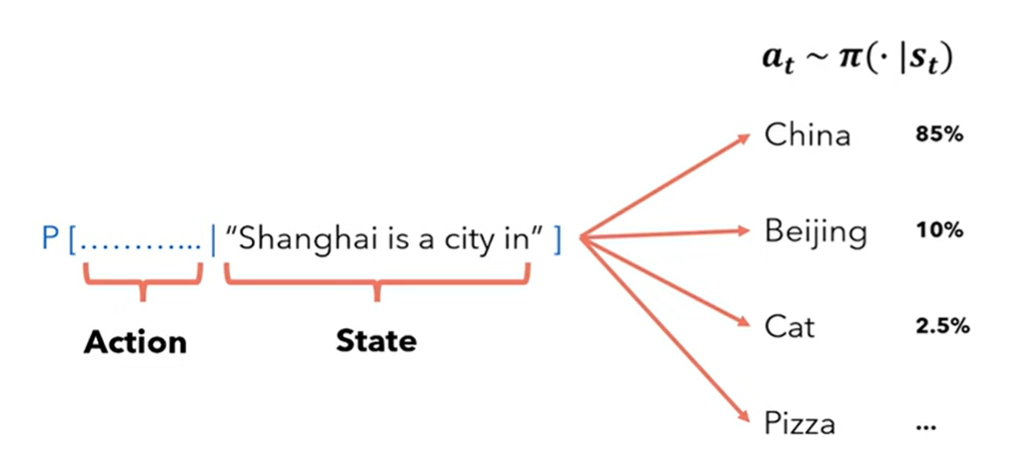 aₜ ~ π(· |sₜ)
China 85%
P [………... | “Shanghai is a city in” ]
Beijing 10%
Action State
Cat 2.5%
Pizza ...